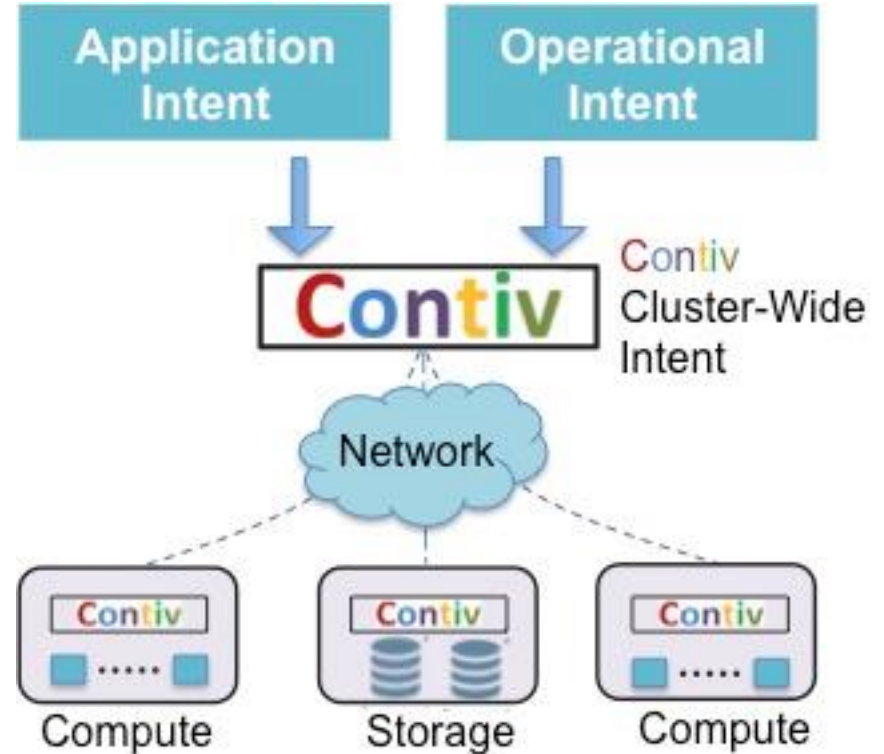 Application
Intent
Operational
Intent
Contiv
Contiv
Cluster-Wide
Intent
Network
Contiv
Contiv
Contiv
Compute
Storage
Compute